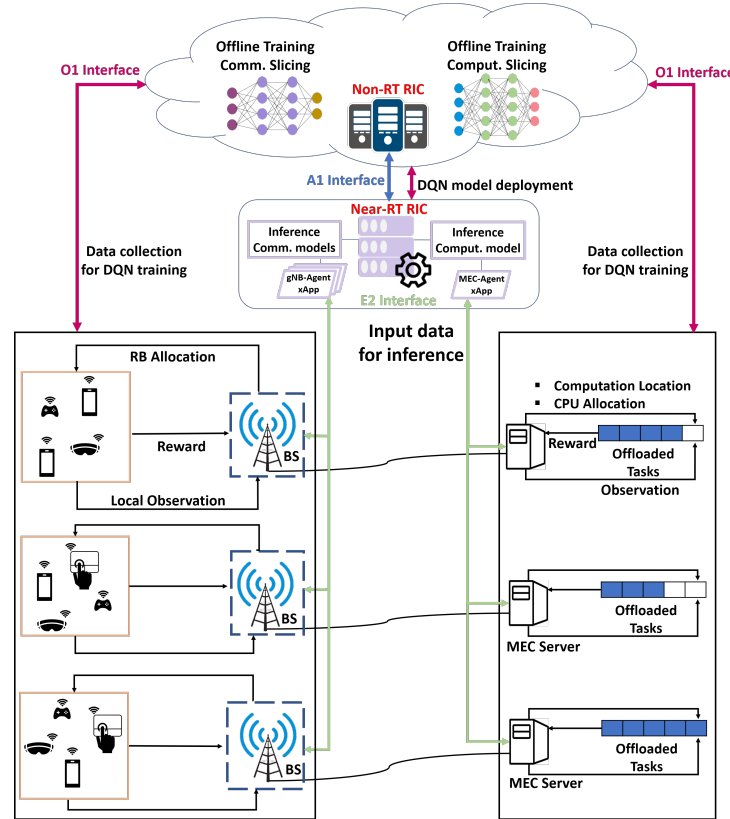 Offline Training
Comm. Slicing
Offline Training
Comput. Slicing
O1 Interface
O1 Interface
Non-RT RIC
A1 Interface
DQN model deployment
Near-RT RIC
Inference
Comm. models
Inference
Comput. model
gNB-Agent
xApp
MEC-Agent
xApp
E2 Interface
Data collection
for DQN training
Data collection
for DQN training
Input data
for inference
RB Allocation
Reward
BS
Local Observation
▪ Computation Location
▪ CPU Allocation
Reward
Offloaded
Tasks
Observation
BS
Offloaded
Tasks
MEC Server
BS
Offloaded
Tasks
MEC Server